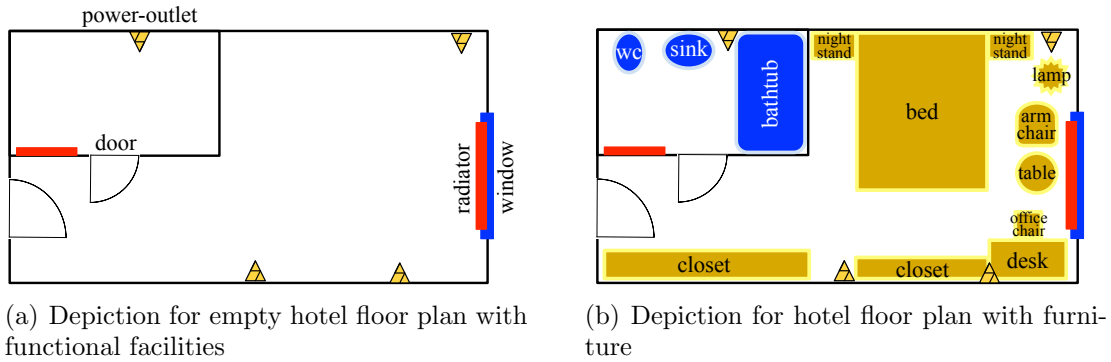 power-outlet
door
radiator
window
(a) Depiction for empty hotel floor plan with
functional facilities
wc
sink
bathtub
night
stand
bed
night
stand
lamp
arm
chair
table
office
chair
closet
closet
desk
(b) Depiction for hotel floor plan with furni-
ture